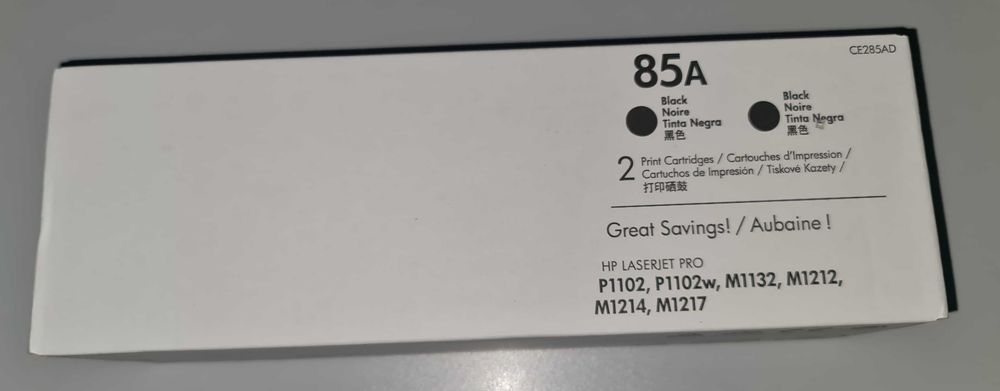 CE285AD
85A
Black
Noire
Tinta Negra
黑色
Black
Noire
Tinta Negra
黑色
2 Print Cartridges / Cartouches d'Impression /
Cartuchos de Impresión / Tiskové Kazety /
打印硒鼓
Great Savings! / Aubaine !
HP LASERJET PRO
P1102, P1102w, M1132, M1212,
M1214, M1217